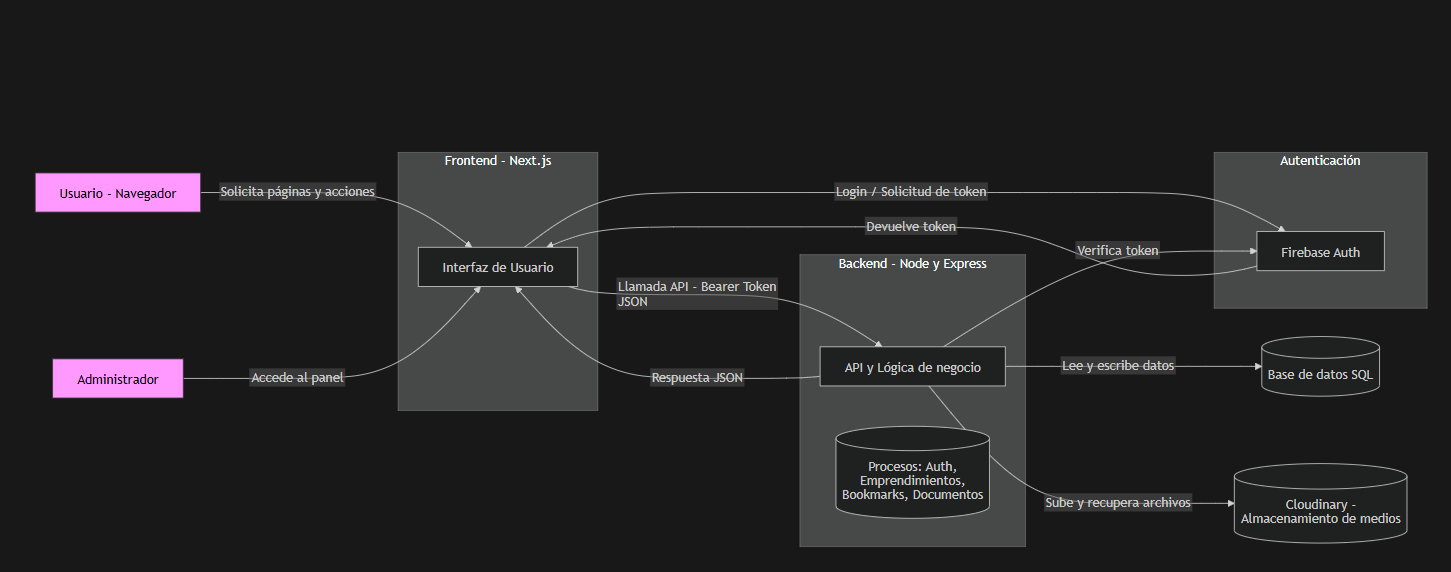 Frontend - Next.js
Autenticación
Usuario - Navegador
Solicita páginas y acciones
Login / Solicitud de token
Devuelve token
Verifica token
Firebase Auth
Interfaz de Usuario
Backend - Node y Express
Llamada API - Bearer Token
JSON
Administrador
Accede al panel
Respuesta JSON
API y Lógica de negocio
Lee y escribe datos
Base de datos SQL
Procesos: Auth,
Emprendimientos,
Bookmarks, Documentos
Sube y recupera archivos
Cloudinary -
Almacenamiento de medios